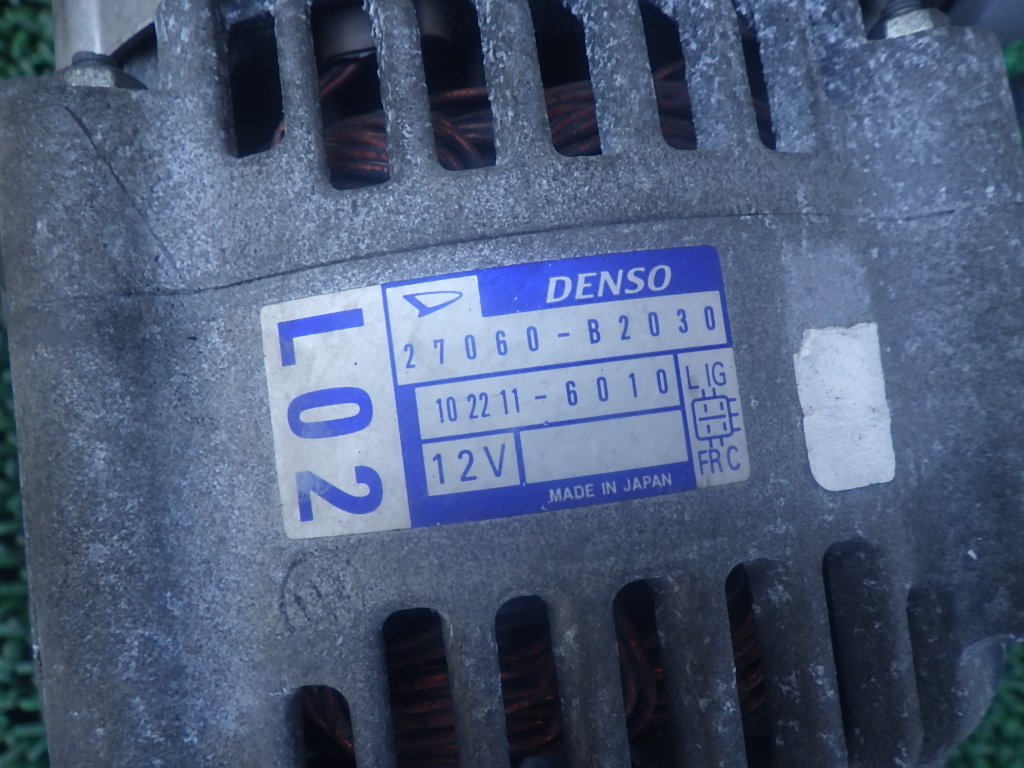 L02
DENSO
27060-B2030
102211-6010
12V
L IG
FR C
MADE IN JAPAN